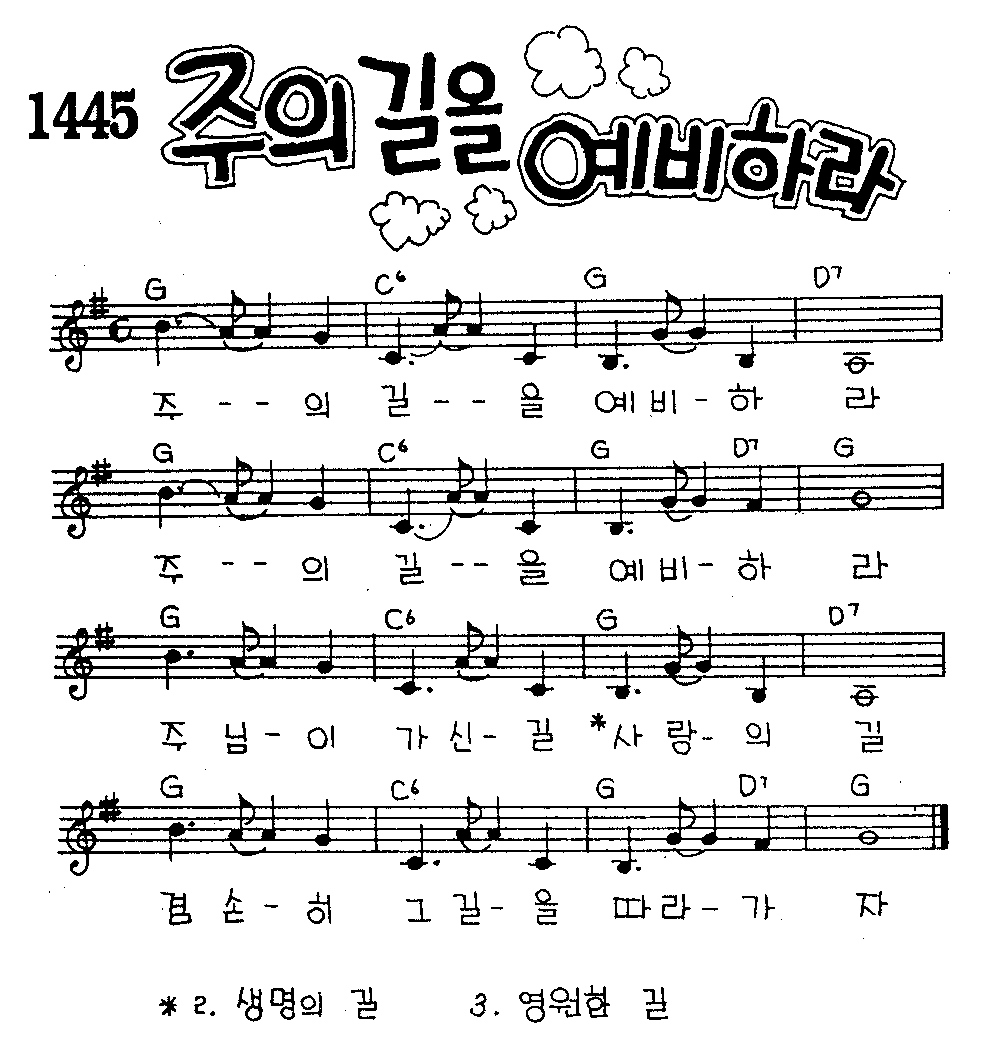 1445 주의 길을 예비하라
G C6 G D7
주 - - 의 길 - - 을 예 비 - 하 라
G C6 G D7 G
주 - - 의 길 - - 을 예 비 - 하 라
G C6 G D7
주 님 - 이 가 신 - 길 *사 랑 - 의 길
G C6 G D7 G
겸 손 - 히 그 길 - 을 따 라 - 가 자
* 2. 생명의 길 3. 영원한 길